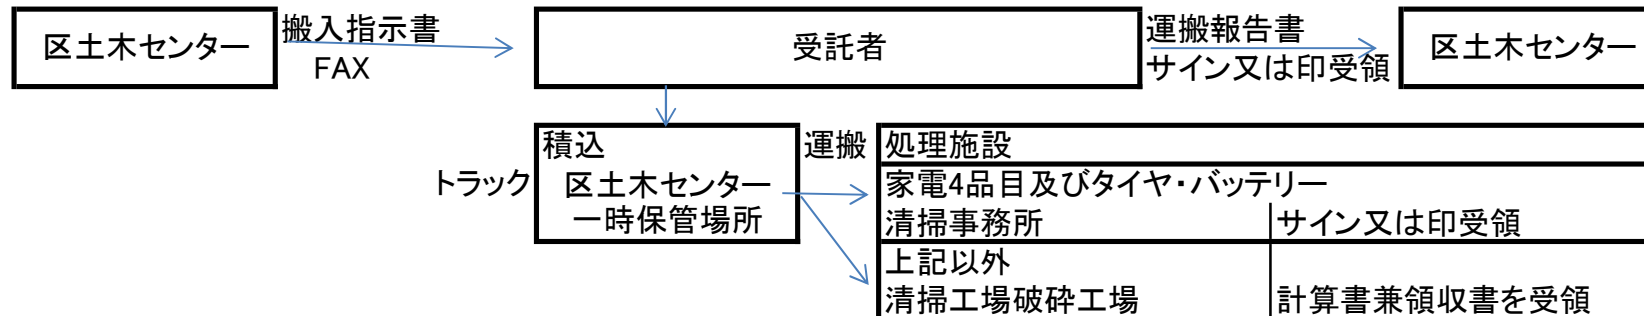 区土木センター
搬入指示書
FAX
受託者
運搬報告書
サイン又は印受領
区土木センター
トラック
積込
区土木センター
一時保管場所
運搬
処理施設
家電4品目及びタイヤ・バッテリー
清掃事務所
サイン又は印受領
上記以外
清掃工場破砕工場
計算書兼領収書を受領